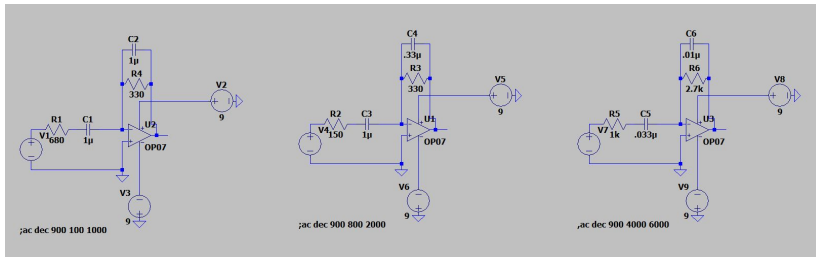 C2
1µ
R4
330
V2
9
R1
680
C1
1µ
V1
U2
OP07
V3
9
;ac dec 900 100 1000
C4
.33µ
R3
330
V5
9
R2
150
C3
1µ
V4
U1
OP07
V6
9
;ac dec 900 800 2000
C6
.01µ
R6
2.7k
V8
9
R5
1k
C5
.033µ
V7
U3
OP07
V9
9
,ac dec 900 4000 6000